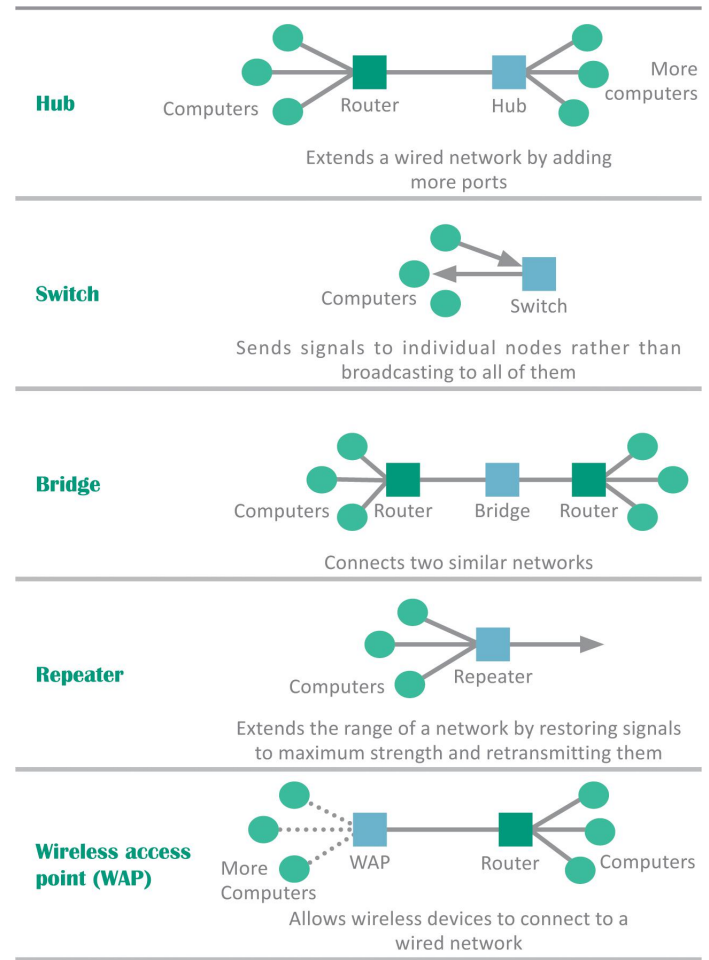 Hub
Computers
Router
Hub
More
computers
Extends a wired network by adding
more ports
Switch
Computers
Switch
Sends signals to individual nodes rather than
broadcasting to all of them
Bridge
Computers
Router
Bridge
Router
Connects two similar networks
Repeater
Computers
Repeater
Extends the range of a network by restoring signals
to maximum strength and retransmitting them
Wireless access
point (WAP)
More
Computers
WAP
Router
Computers
Allows wireless devices to connect to a
wired network